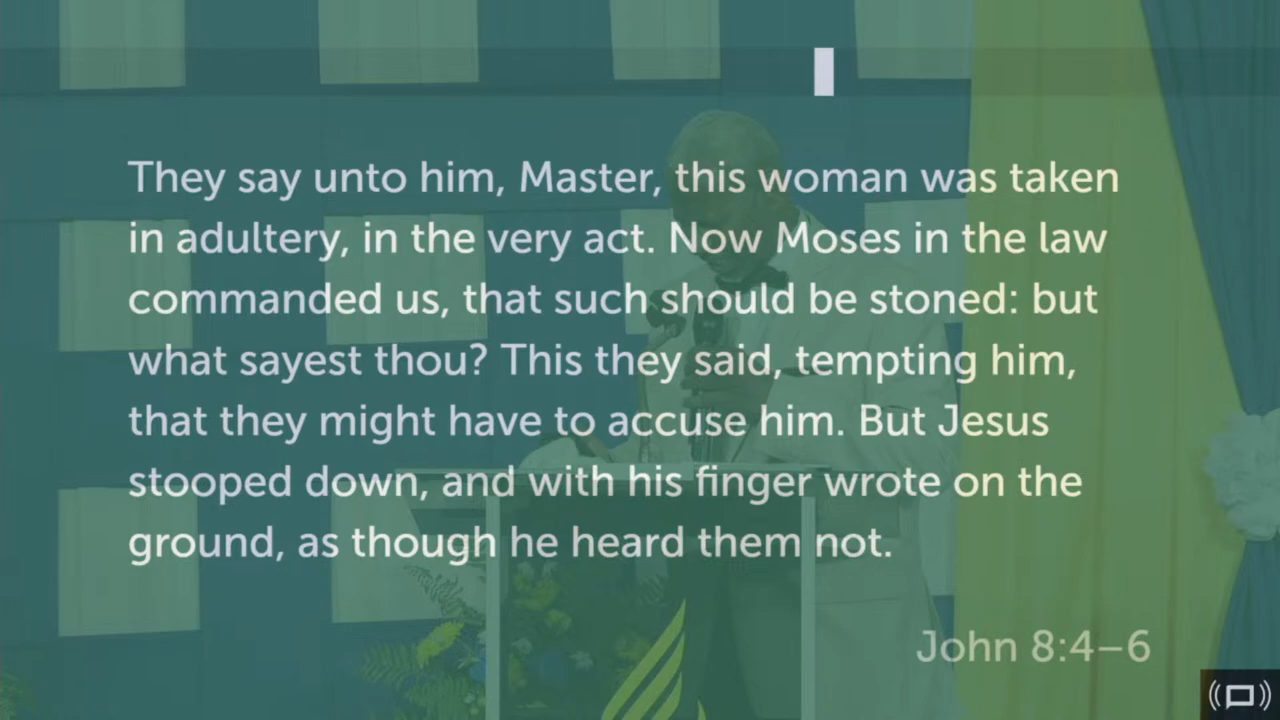 They say unto him, Master, this woman was taken
in adultery, in the very act. Now Moses in the law
commanded us, that such should be stoned: but
what sayest thou? This they said, tempting him,
that they might have to accuse him. But Jesus
stooped down, and with his finger wrote on the
ground, as though he heard them not.
John 8:4–6